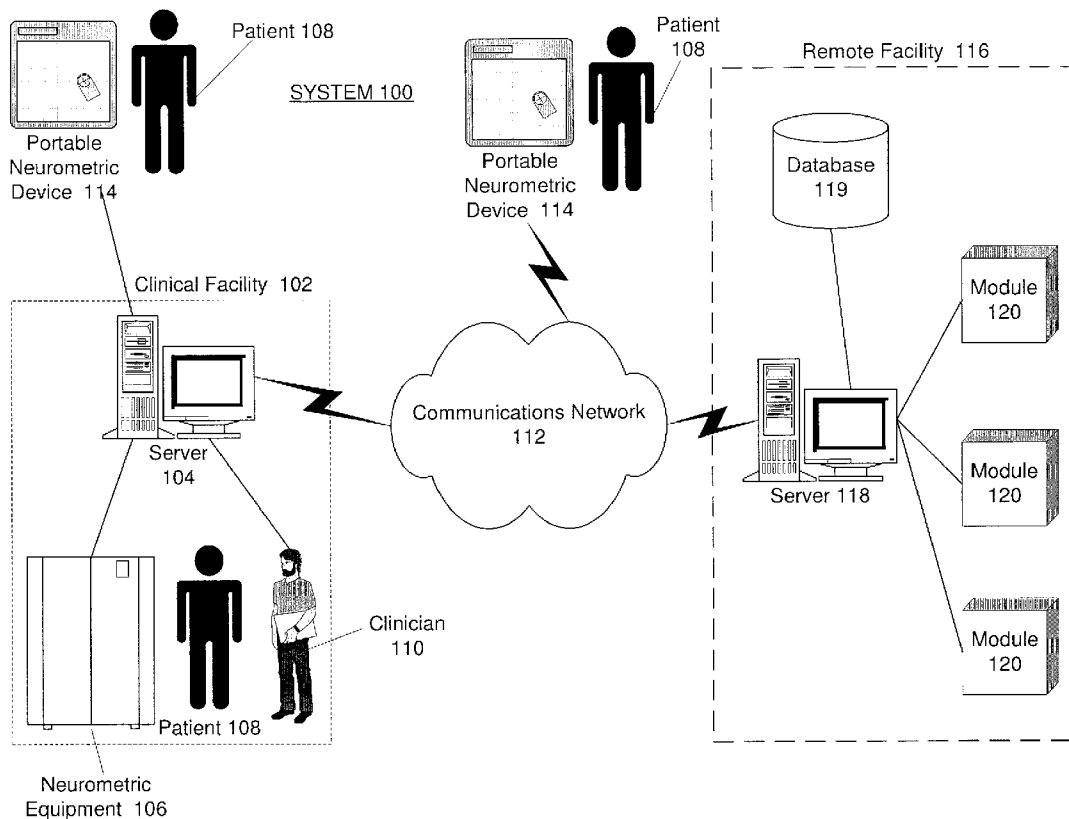 Patient 108
SYSTEM 100
Patient
108
Remote Facility 116
Portable
Neurometric
Device 114
Portable
Neurometric
Device 114
Database
119
Clinical Facility 102
Module
120
Communications Network
112
Server
104
Server 118
Module
120
Clinician
110
Module
120
Patient 108
Neurometric
Equipment 106